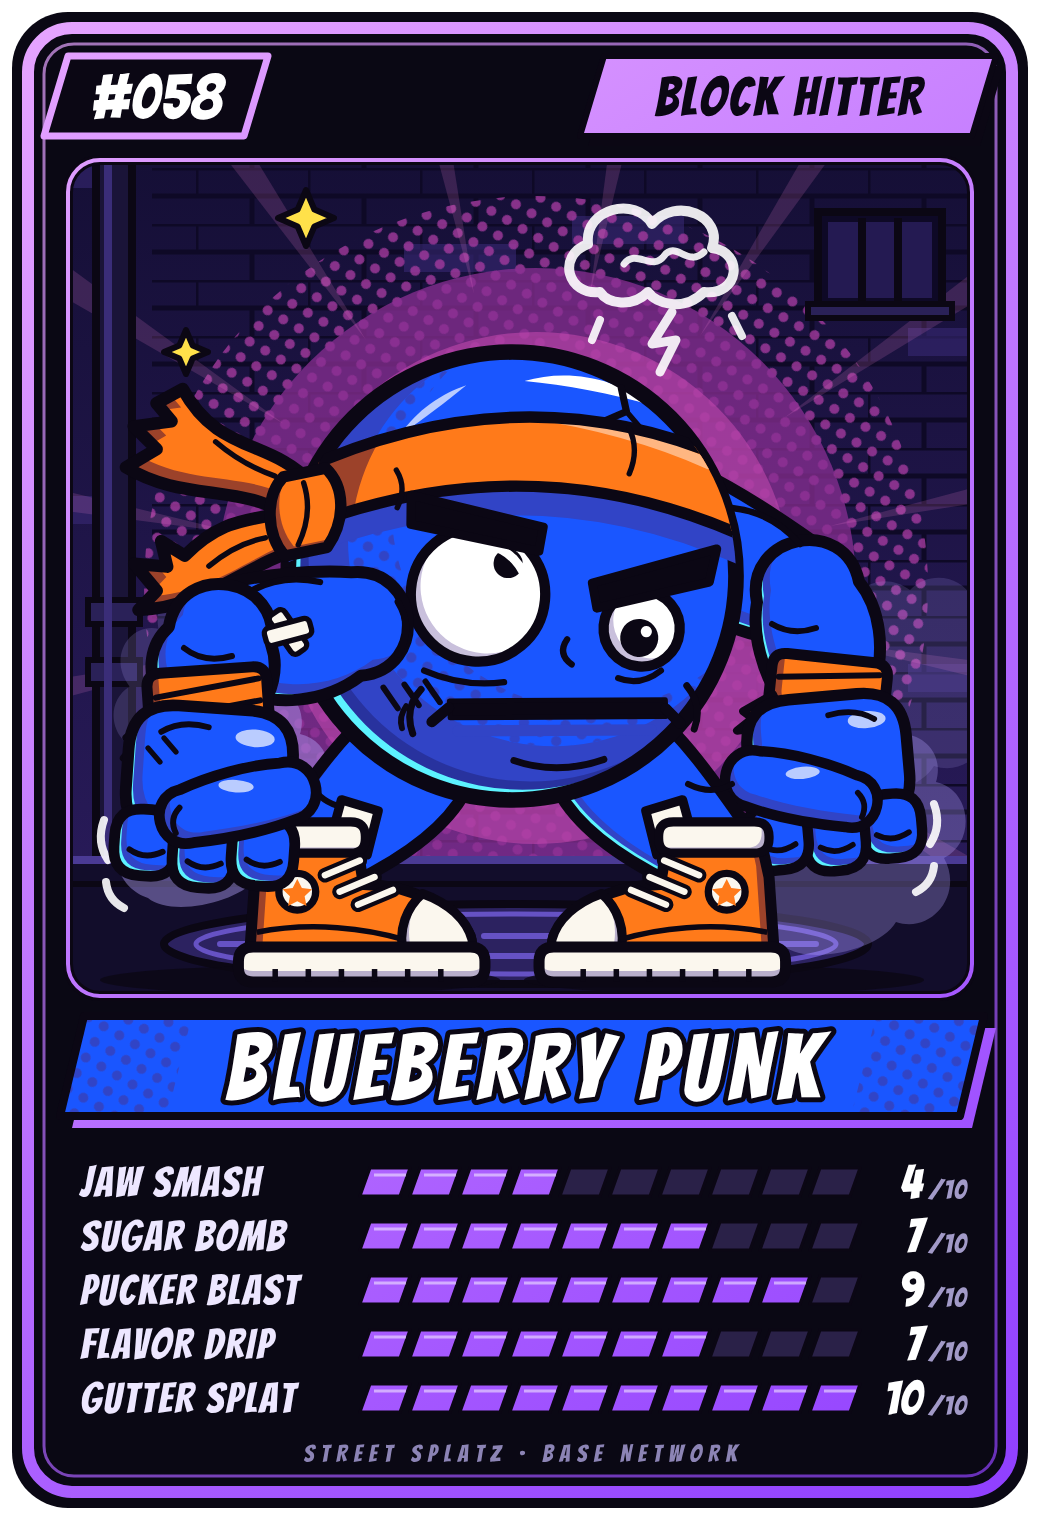 #058
BLOCK HITTER
BLUEBERRY PUNK
JAW SMASH 4/10
SUGAR BOMB 7/10
PUCKER BLAST 9/10
FLAVOR DRIP 7/10
GUTTER SPLAT 10/10
STREET SPLATZ · BASE NETWORK